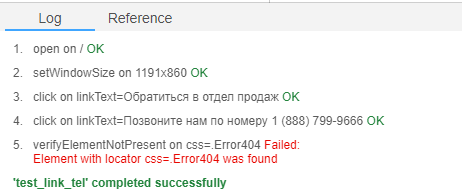 Log Reference
1. open on / OK
2. setWindowSize on 1191x860 OK
3. click on linkText=Обратиться в отдел продаж OK
4. click on linkText=Позвоните нам по номеру 1 (888) 799-9666 OK
5. verifyElementNotPresent on css=.Error404 Failed:
Element with locator css=.Error404 was found
'test_link_tel' completed successfully